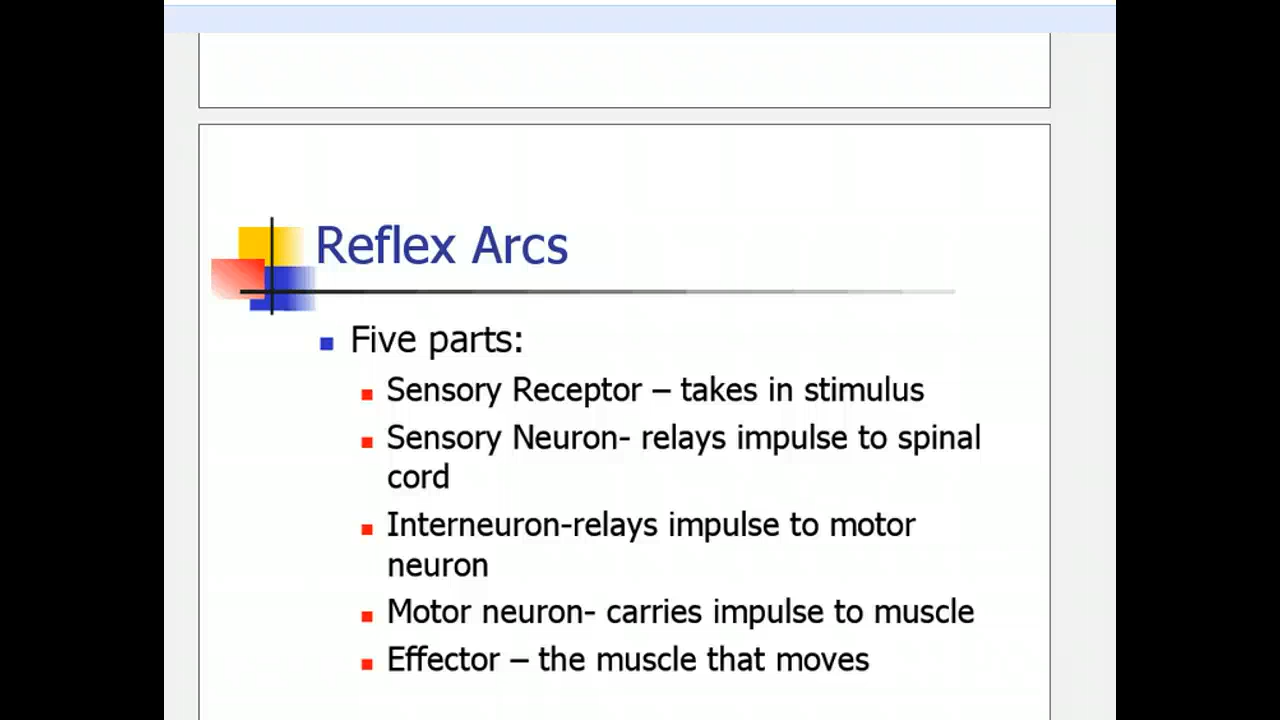 Reflex Arcs
Five parts:
Sensory Receptor – takes in stimulus
Sensory Neuron- relays impulse to spinal
cord
Interneuron-relays impulse to motor
neuron
Motor neuron- carries impulse to muscle
Effector – the muscle that moves